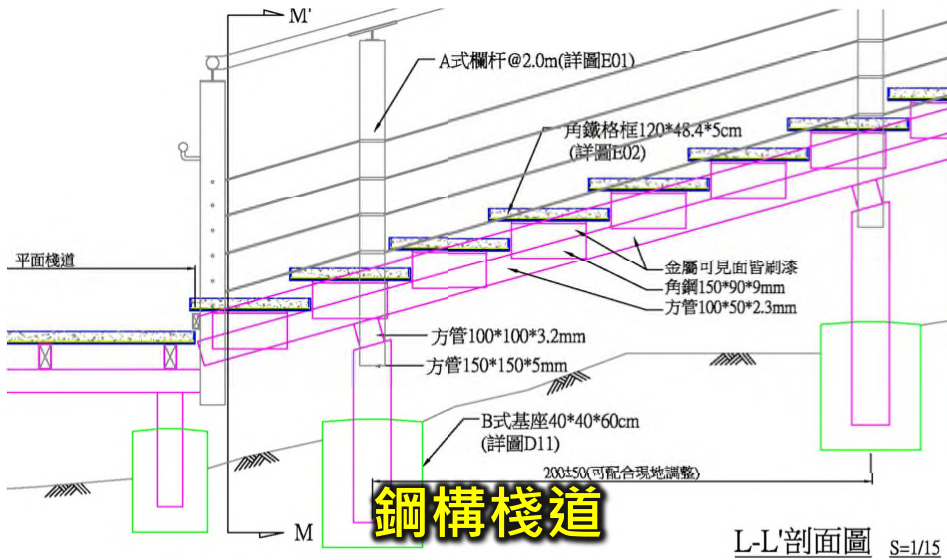 M'
A式欄杆@2.0m(詳圖E01)
角鐵格框120*48.4*5cm
(詳圖E02)
平面棧道
金屬可見面皆刷漆
角鋼150*90*9mm
方管100*50*2.3mm
方管100*100*3.2mm
方管150*150*5mm
B式基座40*40*60cm
(詳圖D11)
200±50(可配合現地調整)
鋼構棧道
M
L-L'剖面圖 S=1/15